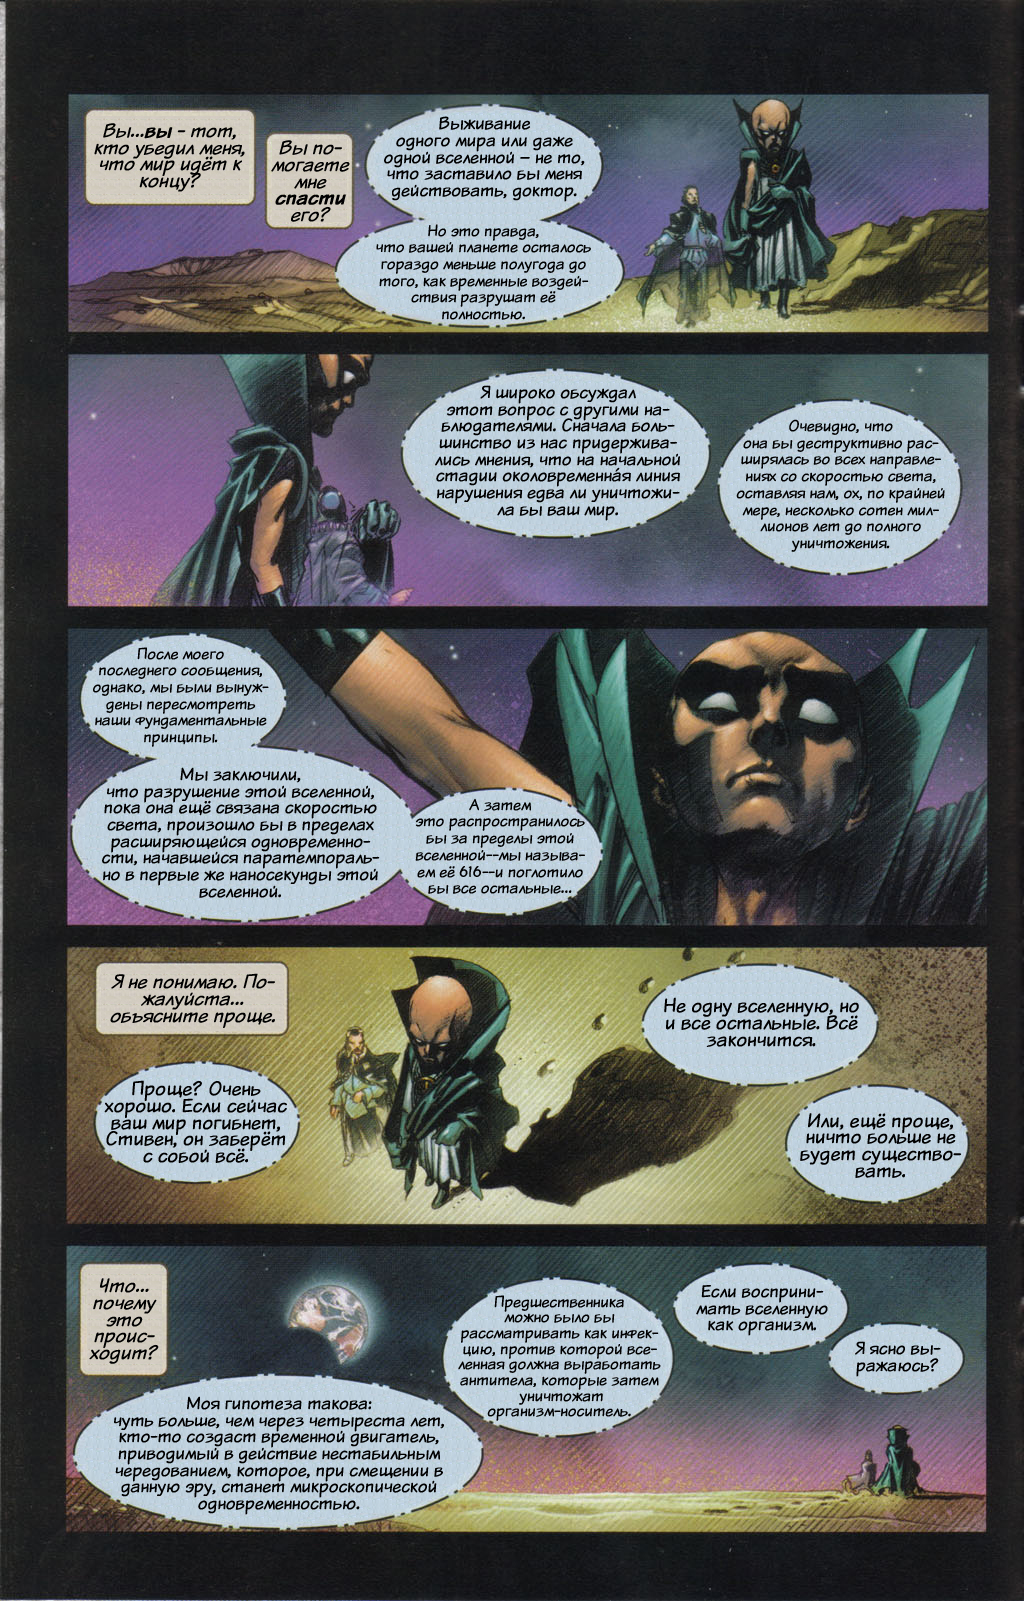 Вы...вы - тот,
кто убедил меня,
что мир идёт к
концу?
Вы по-
могаете
мне
спасти
его?
Выживание
одного мира или даже
одной вселенной – не то,
что заставило бы меня
действовать, доктор.
Но это правда,
что вашей планете осталось
гораздо меньше полугода до
того, как временные воздей-
ствия разрушат её
полностью.
Я широко обсуждал
этот вопрос с другими на-
блюдателями. Сначала боль-
шинство из нас придержива-
лись мнения, что на начальной
стадии околовременна́я линия
нарушения едва ли уничтожи-
ла бы ваш мир.
Очевидно, что
она бы деструктивно рас-
ширялась во всех направле-
ниях со скоростью света,
оставляя нам, ох, по крайней
мере, несколько сотен мил-
лионов лет до полного
уничтожения.
После моего
последнего сообщения,
однако, мы были вынуж-
дены пересмотреть
наши фундаментальные
принципы.
Мы заключили,
что разрушение этой вселенной,
пока она ещё связана скоростью
света, произошло бы в пределах
расширяющейся одновременно-
сти, начавшейся паратемпораль-
но в первые же наносекунды этой
вселенной.
А затем
это распространилось
бы за пределы этой
вселенной--мы называ-
ем её 616--и поглотило
бы все остальные...
Я не понимаю. По-
жалуйста...
объясните проще.
Проще? Очень
хорошо. Если сейчас
ваш мир погибнет,
Стивен, он заберёт
с собой всё.
Не одну вселенную, но
и все остальные. Всё
закончится.
Или, ещё проще,
ничто больше не
будет существо-
вать.
Что...
почему
это
проис-
ходит?
Моя гипотеза такова:
чуть больше, чем через четыреста лет,
кто-то создаст временной двигатель,
приводимый в действие нестабильным
чередованием, которое, при смещении в
данную эру, станет микроскопической
одновременностью.
Предшественника
можно было бы
рассматривать как инфек-
цию, против которой все-
ленная должна выработать
антитела, которые затем
уничтожат
организм-носитель.
Если восприни-
мать вселенную
как организм.
Я ясно вы-
ражаюсь?